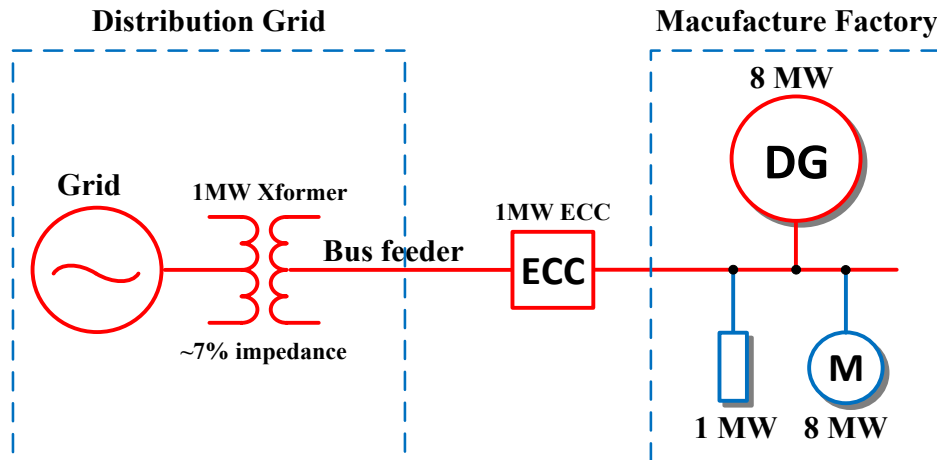 Distribution Grid
Macufacture Factory
8 MW
DG
Grid
1MW Xformer
1MW ECC
Bus feeder
ECC
~7% impedance
M
1 MW
8 MW